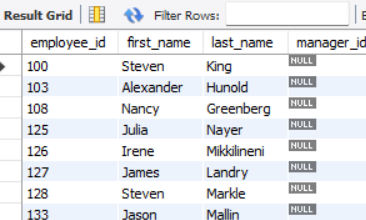 Result Grid Filter Rows:
employee_id first_name last_name manager_id
100 Steven King NULL
103 Alexander Hunold NULL
108 Nancy Greenberg NULL
125 Julia Nayer NULL
126 Irene Mikkilineni NULL
127 James Landry NULL
128 Steven Markle NULL
133 Jason Mallin NULL